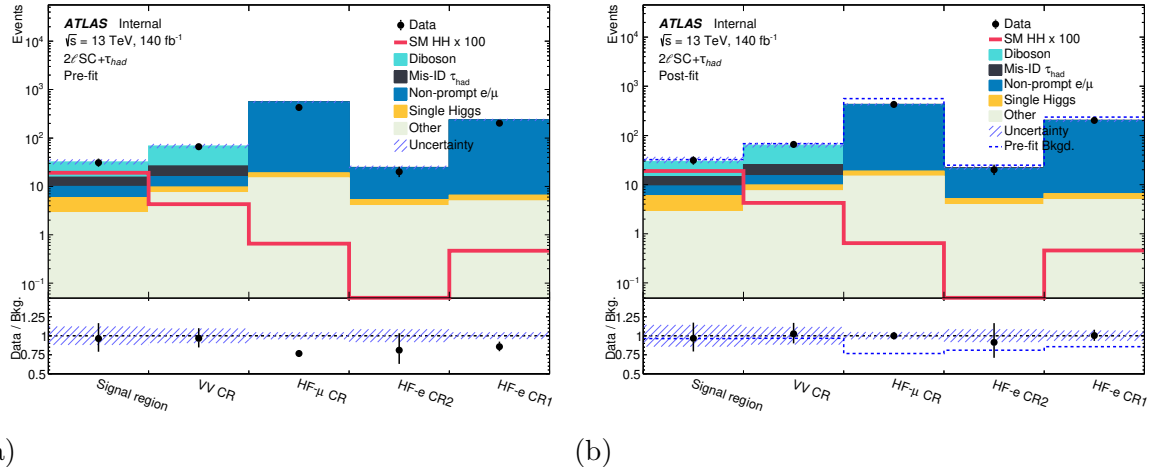 Events
10⁴
10³
10²
10
1
10⁻¹
ATLAS Internal
√s = 13 TeV, 140 fb⁻¹
2ℓSC+τhad
Pre-fit
Data
SM HH x 100
Diboson
Mis-ID τhad
Non-prompt e/μ
Single Higgs
Other
Uncertainty
Data / Bkg.
1.25
1
0.75
0.5
Signal region
VV CR
HF-μ CR
HF-e CR2
HF-e CR1
a)
Events
10⁴
10³
10²
10
1
10⁻¹
ATLAS Internal
√s = 13 TeV, 140 fb⁻¹
2ℓSC+τhad
Post-fit
Data
SM HH x 100
Diboson
Mis-ID τhad
Non-prompt e/μ
Single Higgs
Other
Uncertainty
Pre-fit Bkgd.
Data / Bkg.
1.25
1
0.75
0.5
Signal region
VV CR
HF-μ CR
HF-e CR2
HF-e CR1
(b)